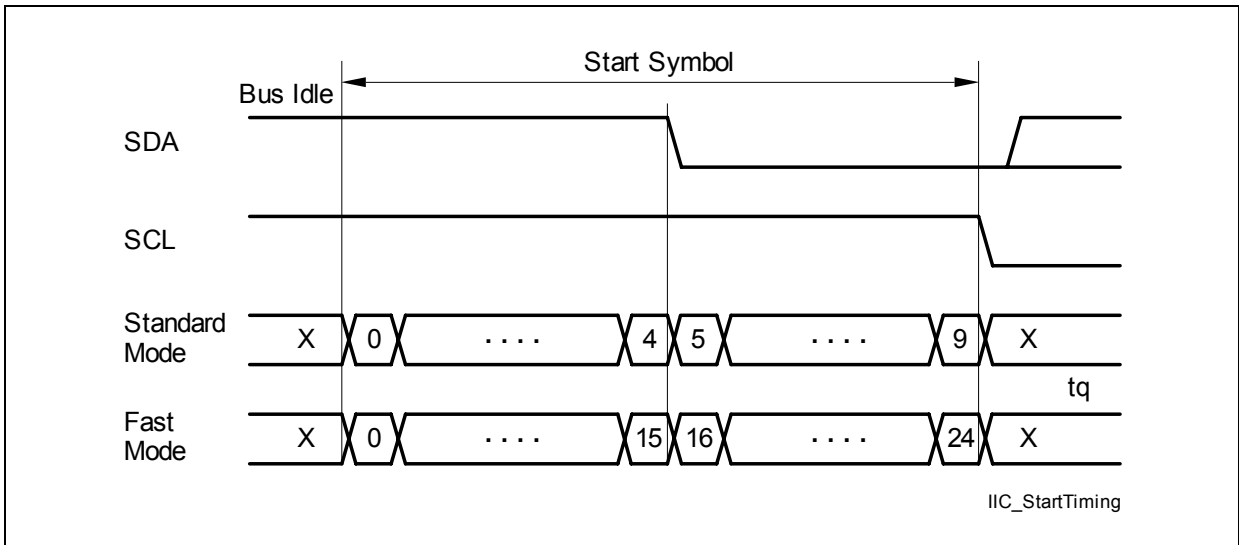 Start Symbol
Bus Idle
SDA
SCL
Standard
Mode
X 0 .... 4 5 .... 9 X
tq
Fast
Mode
X 0 .... 15 16 .... 24 X
IIC_StartTiming